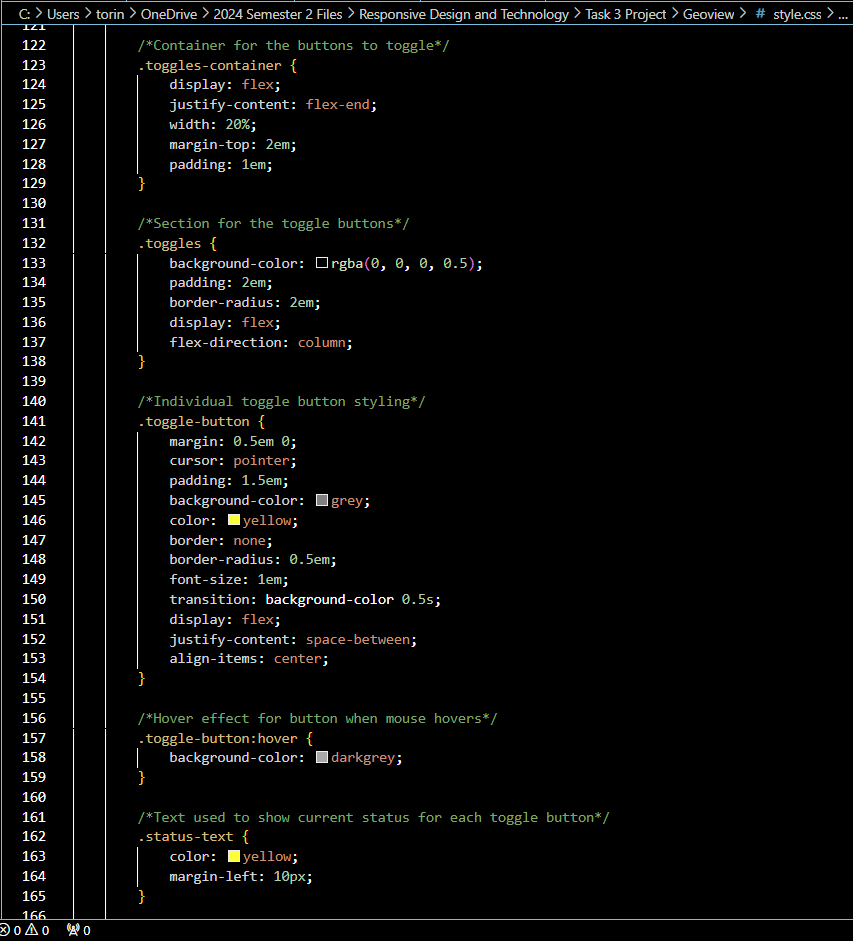 C: > Users > torin > OneDrive > 2024 Semester 2 Files > Responsive Design and Technology > Task 3 Project > Geoview > # style.css > ...
121
122 /*Container for the buttons to toggle*/
123 .toggles-container {
124 display: flex;
125 justify-content: flex-end;
126 width: 20%;
127 margin-top: 2em;
128 padding: 1em;
129 }
130
131 /*Section for the toggle buttons*/
132 .toggles {
133 background-color: rgba(0, 0, 0, 0.5);
134 padding: 2em;
135 border-radius: 2em;
136 display: flex;
137 flex-direction: column;
138 }
139
140 /*Individual toggle button styling*/
141 .toggle-button {
142 margin: 0.5em 0;
143 cursor: pointer;
144 padding: 1.5em;
145 background-color: grey;
146 color: yellow;
147 border: none;
148 border-radius: 0.5em;
149 font-size: 1em;
150 transition: background-color 0.5s;
151 display: flex;
152 justify-content: space-between;
153 align-items: center;
154 }
155
156 /*Hover effect for button when mouse hovers*/
157 .toggle-button:hover {
158 background-color: darkgrey;
159 }
160
161 /*Text used to show current status for each toggle button*/
162 .status-text {
163 color: yellow;
164 margin-left: 10px;
165 }
166
0 0 0